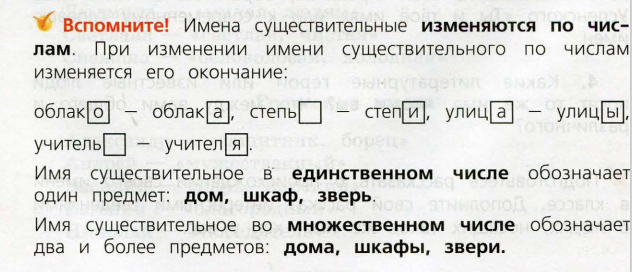 Вспомните! Имена существительные изменяются по чис-
лам. При изменении имени существительного по числам
изменяется его окончание:
облако — облака, степь — степи, улица — улицы,
учитель — учителя.
Имя существительное в единственном числе обозначает
один предмет: дом, шкаф, зверь.
Имя существительное во множественном числе обозначает
два и более предметов: дома, шкафы, звери.